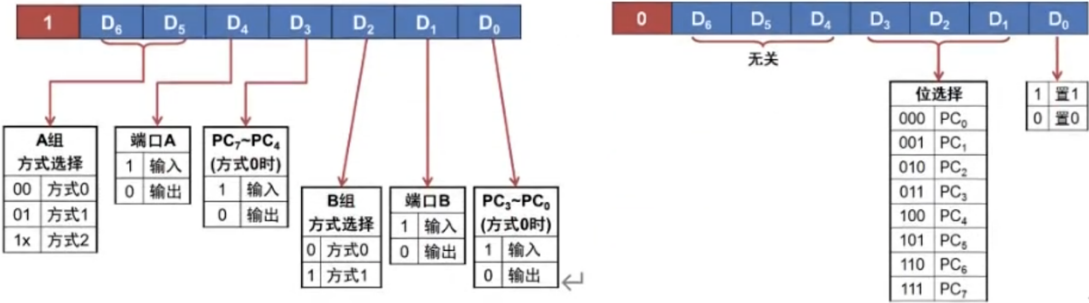 1 D6 D5 D4 D3 D2 D1 D0
A组
方式选择
00 方式0
01 方式1
1x 方式2
端口A
1 输入
0 输出
PC7~PC4
(方式0时)
1 输入
0 输出
B组
方式选择
0 方式0
1 方式1
端口B
1 输入
0 输出
PC3~PC0
(方式0时)
1 输入
0 输出
0 D6 D5 D4 D3 D2 D1 D0
无关
位选择
000 PC0
001 PC1
010 PC2
011 PC3
100 PC4
101 PC5
110 PC6
111 PC7
1 置1
0 置0